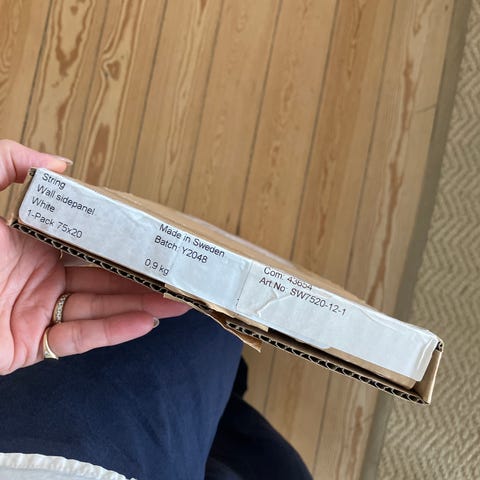 String
Wall sidepanel
White
1-Pack 75x20
Made in Sweden
Batch: Y2048
0.9 kg
Com. 43654
Art No. SW7520-12-1